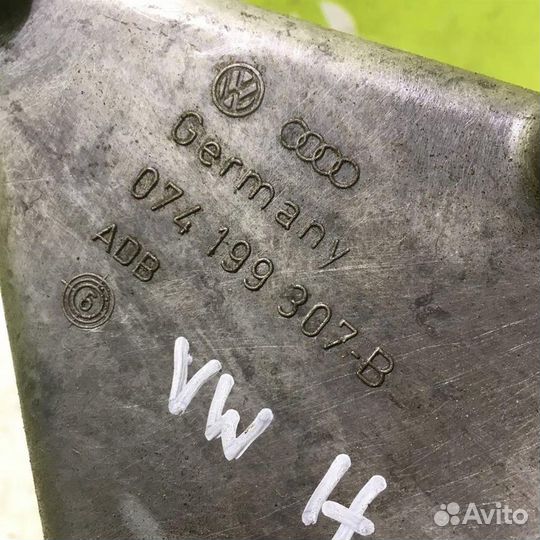 Germany
074 199 307-B
ADB
6
VW H
Avito